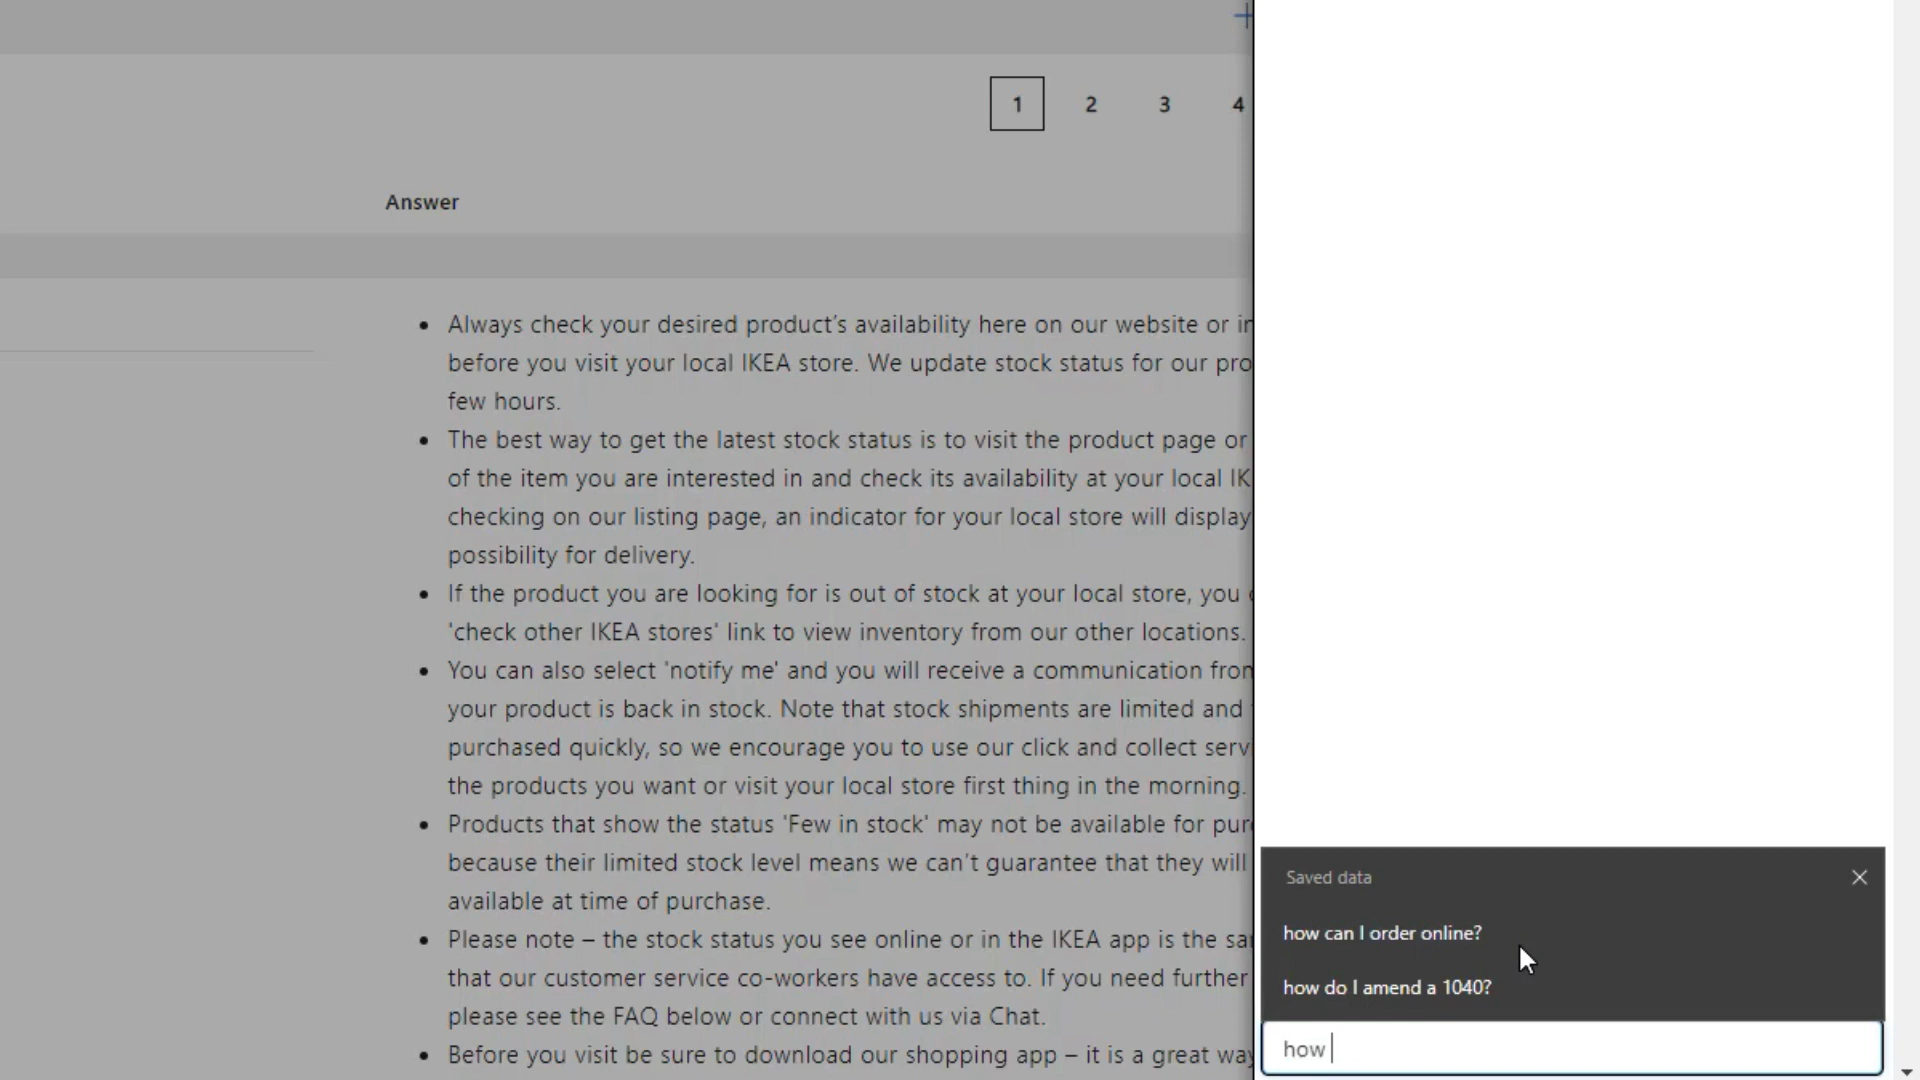 1 2 3 4
Answer
• Always check your desired product's availability here on our website or in
before you visit your local IKEA store. We update stock status for our pro
few hours.
• The best way to get the latest stock status is to visit the product page or
of the item you are interested in and check its availability at your local IK
checking on our listing page, an indicator for your local store will display
possibility for delivery.
• If the product you are looking for is out of stock at your local store, you
'check other IKEA stores' link to view inventory from our other locations.
• You can also select 'notify me' and you will receive a communication from
your product is back in stock. Note that stock shipments are limited and
purchased quickly, so we encourage you to use our click and collect serv
the products you want or visit your local store first thing in the morning.
• Products that show the status 'Few in stock' may not be available for pur
because their limited stock level means we can't guarantee that they will
available at time of purchase.
• Please note – the stock status you see online or in the IKEA app is the sa
that our customer service co-workers have access to. If you need further
please see the FAQ below or connect with us via Chat.
• Before you visit be sure to download our shopping app – it is a great way
Saved data
how can I order online?
how do I amend a 1040?
how